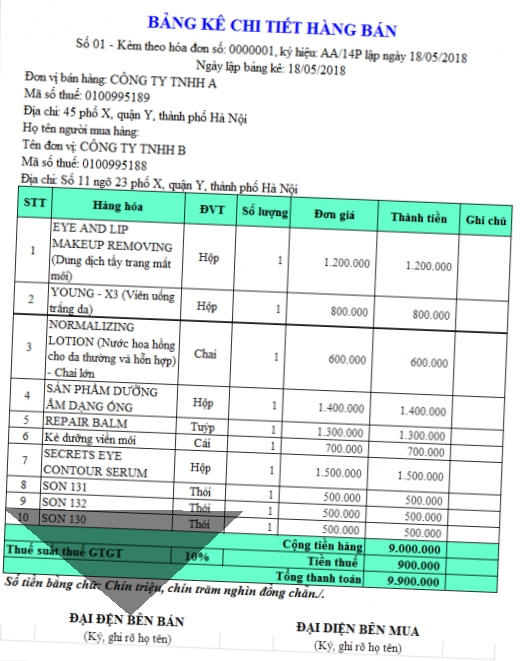 BẢNG KÊ CHI TIẾT HÀNG BÁN
Số 01 - Kèm theo hóa đơn số: 0000001, ký hiệu: AA/14P lập ngày 18/05/2018
Ngày lập bảng kê: 18/05/2018
Đơn vị bán hàng: CÔNG TY TNHH A
Mã số thuế: 0100995189
Địa chỉ: 45 phố X, quận Y, thành phố Hà Nội
Họ tên người mua hàng:
Tên đơn vị: CÔNG TY TNHH B
Mã số thuế: 0100995188
Địa chỉ: Số 11 ngõ 23 phố X, quận Y, thành phố Hà Nội
STT Hàng hóa ĐVT Số lượng Đơn giá Thành tiền Ghi chú
1 EYE AND LIP MAKEUP REMOVING (Dung dịch tẩy trang mắt môi) Hộp 1 1.200.000 1.200.000
2 YOUNG - X3 (Viên uống trắng da) Hộp 1 800.000 800.000
3 NORMALIZING LOTION (Nước hoa hồng cho da thường và hỗn hợp) - Chai lớn Chai 1 600.000 600.000
4 SẢN PHẨM DƯỠNG ẨM DẠNG ỐNG Hộp 1 1.400.000 1.400.000
5 REPAIR BALM Tuýp 1 1.300.000 1.300.000
6 Kẻ dưỡng viền môi Cái 1 700.000 700.000
7 SECRETS EYE CONTOUR SERUM Hộp 1 1.500.000 1.500.000
8 SON 131 Thỏi 1 500.000 500.000
9 SON 132 Thỏi 1 500.000 500.000
10 SON 130 Thỏi 1 500.000 500.000
Cộng tiền hàng 9.000.000
Thuế suất thuế GTGT 10% Tiền thuế 900.000
Tổng thanh toán 9.900.000
Số tiền bằng chữ: Chín triệu, chín trăm nghìn đồng chẵn./.
ĐẠI ĐỆN BÊN BÁN ĐẠI DIỆN BÊN MUA
(Ký, ghi rõ họ tên) (Ký, ghi rõ họ tên)